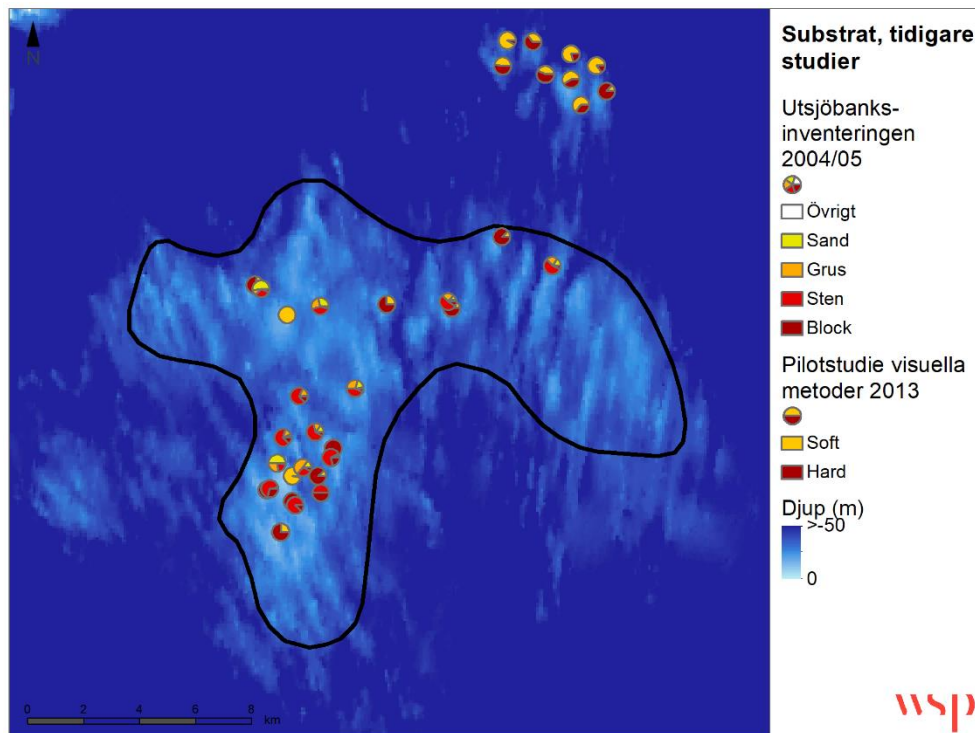 N
Substrat, tidigare
studier
Utsjöbanks-
inventeringen
2004/05
Övrigt
Sand
Grus
Sten
Block
Pilotstudie visuella
metoder 2013
Soft
Hard
Djup (m)
>-50
0
0 2 4 6 8
km
wsp